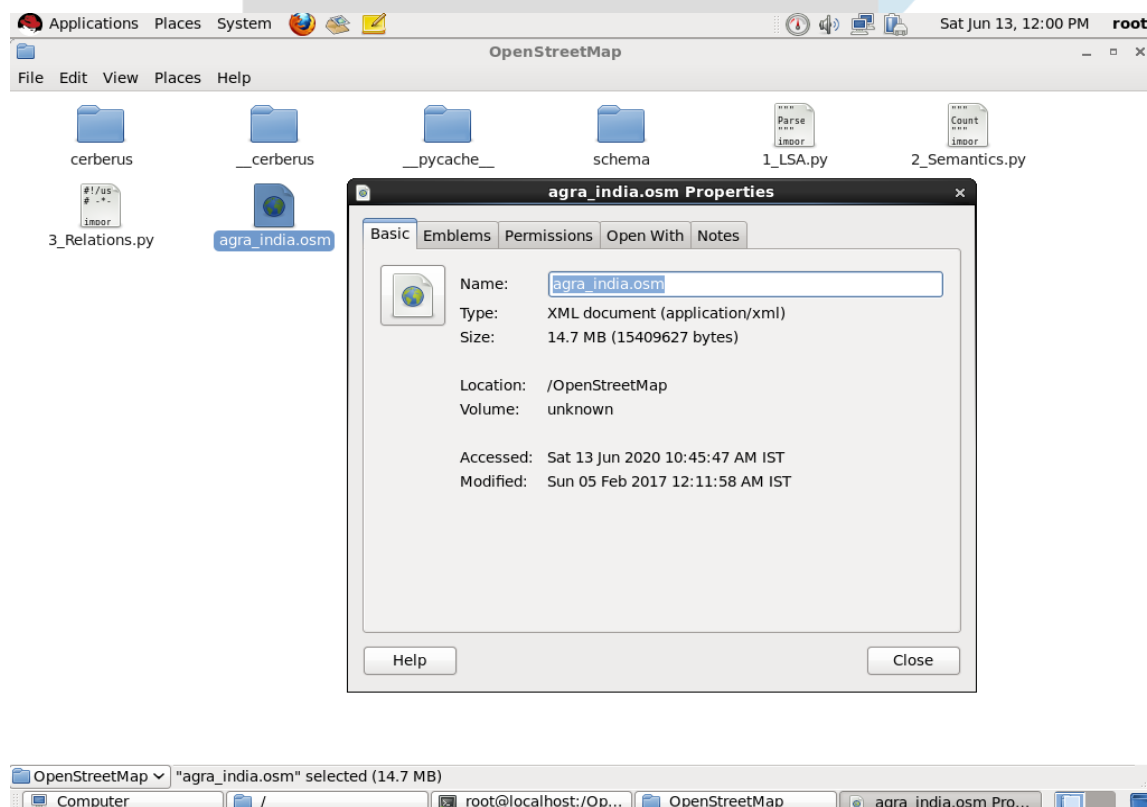 Applications Places System Sat Jun 13, 12:00 PM root
OpenStreetMap
File Edit View Places Help
"""
Parse
"""
impor
"""
Count
"""
impor
cerberus __cerberus __pycache__ schema 1_LSA.py 2_Semantics.py
#!/us
# -*-
impor
3_Relations.py agra_india.osm
agra_india.osm Properties
Basic Emblems Permissions Open With Notes
Name: agra_india.osm
Type: XML document (application/xml)
Size: 14.7 MB (15409627 bytes)
Location: /OpenStreetMap
Volume: unknown
Accessed: Sat 13 Jun 2020 10:45:47 AM IST
Modified: Sun 05 Feb 2017 12:11:58 AM IST
Help Close
OpenStreetMap "agra_india.osm" selected (14.7 MB)
Computer / root@localhost:/Op... OpenStreetMap agra_india.osm Pro...